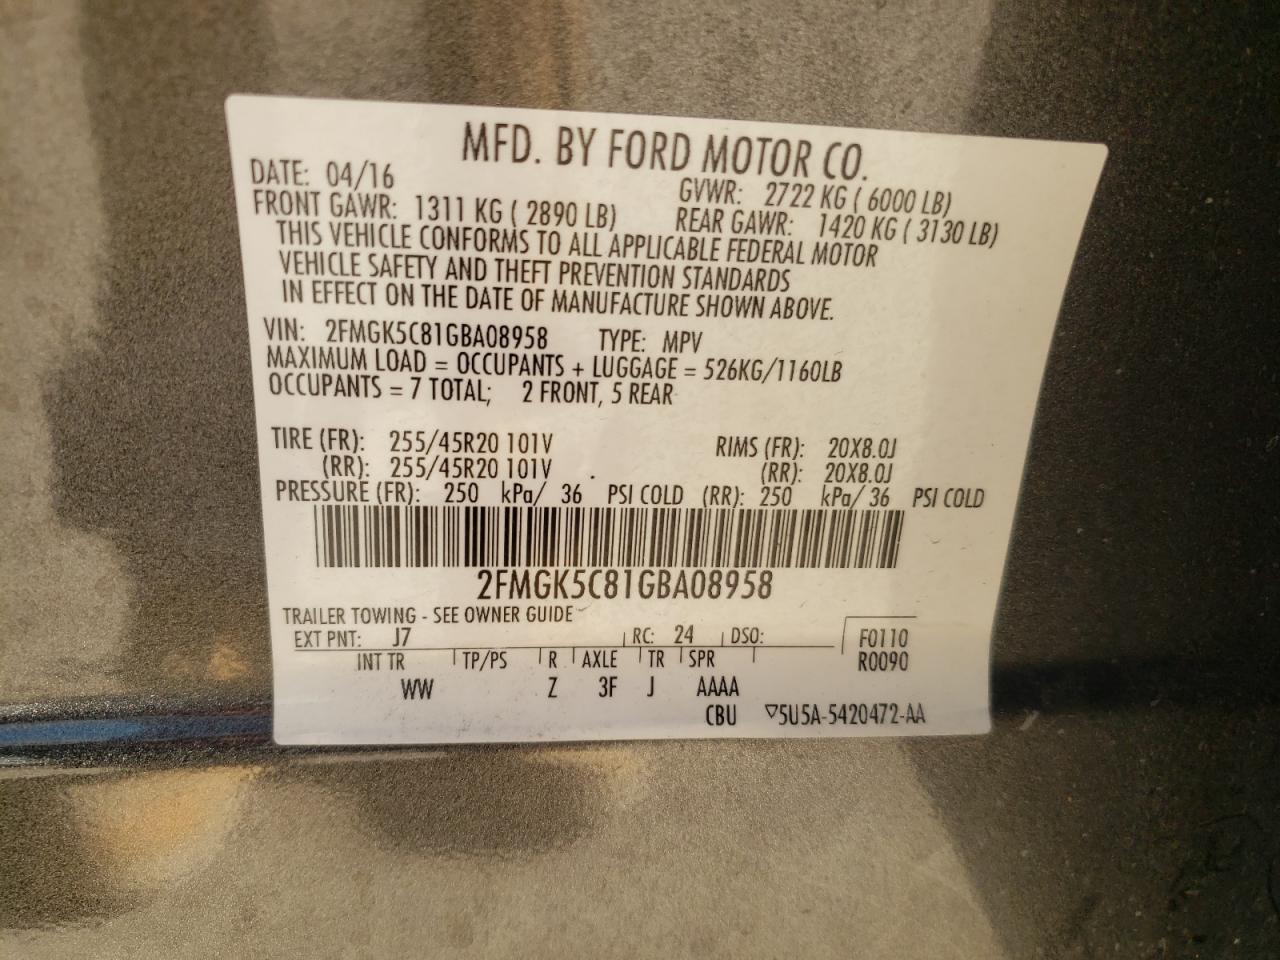 MFD. BY FORD MOTOR CO.
DATE: 04/16 GVWR: 2722 KG ( 6000 LB)
FRONT GAWR: 1311 KG ( 2890 LB) REAR GAWR: 1420 KG ( 3130 LB)
THIS VEHICLE CONFORMS TO ALL APPLICABLE FEDERAL MOTOR
VEHICLE SAFETY AND THEFT PREVENTION STANDARDS
IN EFFECT ON THE DATE OF MANUFACTURE SHOWN ABOVE.
VIN: 2FMGK5C81GBA08958 TYPE: MPV
MAXIMUM LOAD = OCCUPANTS + LUGGAGE = 526KG/1160LB
OCCUPANTS = 7 TOTAL; 2 FRONT, 5 REAR
TIRE (FR): 255/45R20 101V RIMS (FR): 20X8.0J
(RR): 255/45R20 101V . (RR): 20X8.0J
PRESSURE (FR): 250 kPa/ 36 PSI COLD (RR): 250 kPa/ 36 PSI COLD
2FMGK5C81GBA08958
TRAILER TOWING - SEE OWNER GUIDE
EXT PNT: J7 RC: 24 DSO: F0110
INT TR TP/PS R AXLE TR SPR R0090
WW Z 3F J AAAA
CBU ▽5U5A-5420472-AA